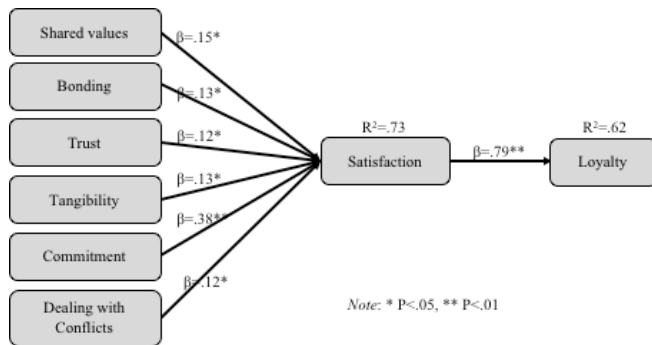 Shared values
β=.15*
Bonding
β=.13*
Trust
β=.12*
Tangibility
β=.13*
Commitment
β=.38**
Dealing with
Conflicts
β=.12*
R²=.73
Satisfaction
β=.79**
R²=.62
Loyalty
Note: * P<.05, ** P<.01